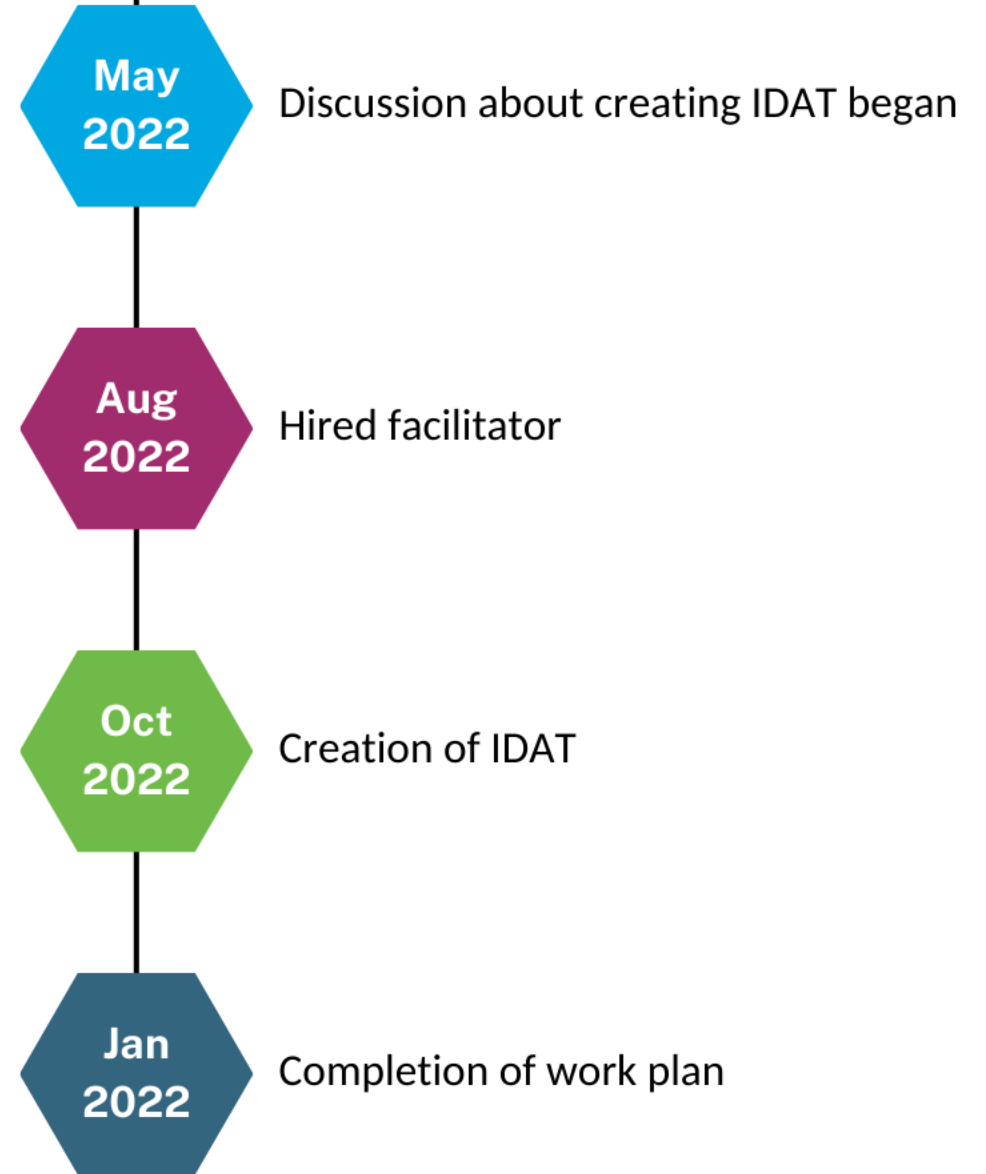 May
2022
Discussion about creating IDAT began
Aug
2022
Hired facilitator
Oct
2022
Creation of IDAT
Jan
2022
Completion of work plan